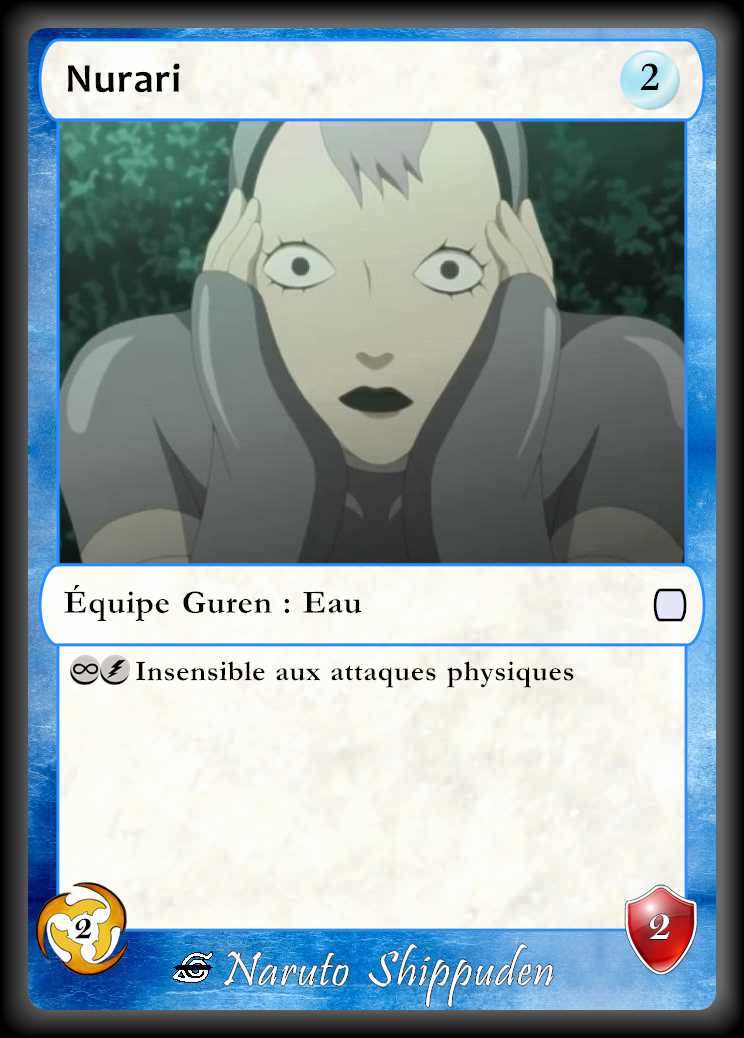 Nurari
2
Équipe Guren : Eau
Insensible aux attaques physiques
2
2
Naruto Shippuden